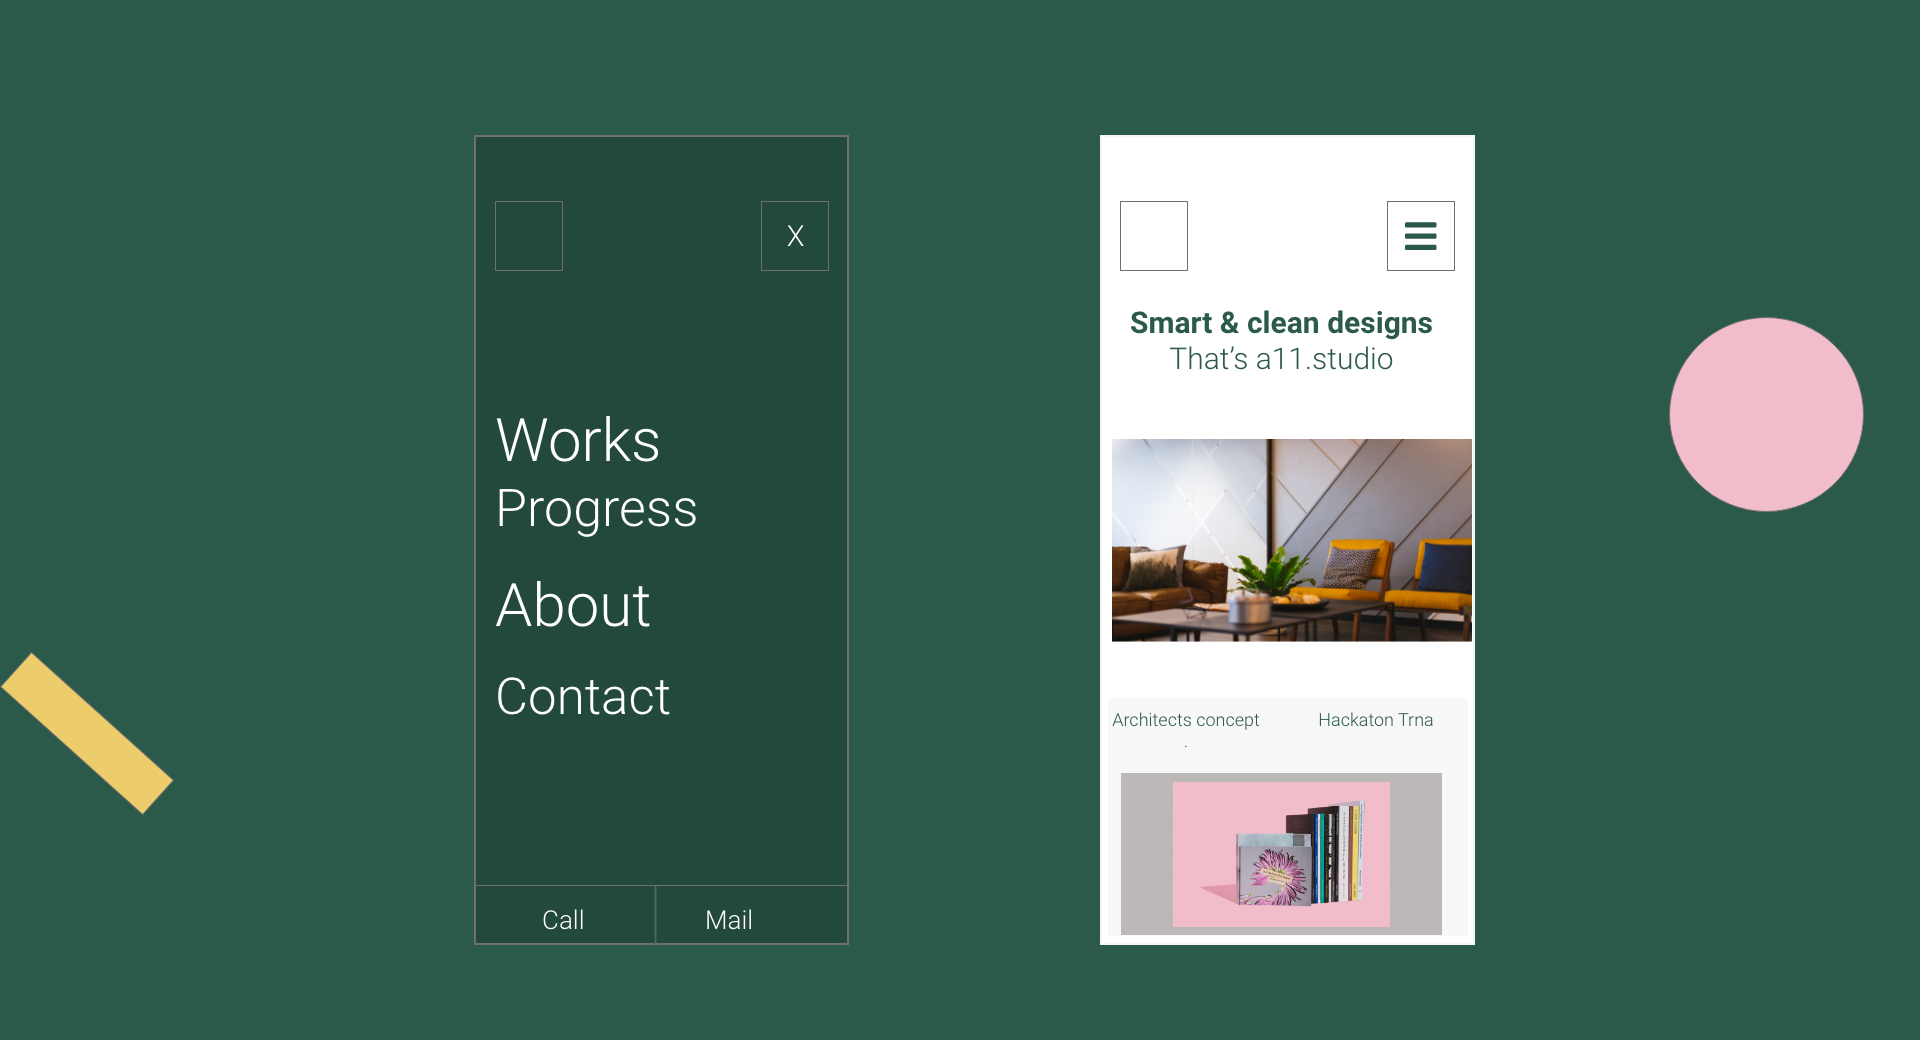 X
Works
Progress
About
Contact
Call
Mail
Smart & clean designs
That’s a11.studio
Architects concept
.
Hackaton Trna